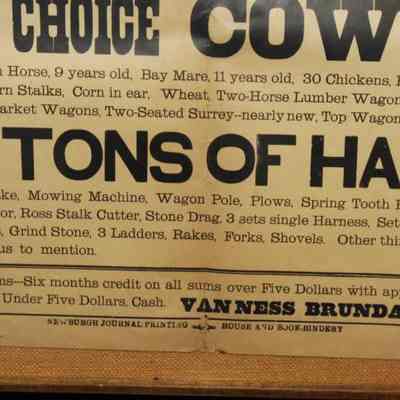 CHOICE COW
Horse, 9 years old, Bay Mare, 11 years old, 30 Chickens,
rn Stalks, Corn in ear, Wheat, Two-Horse Lumber Wagon
arket Wagons, Two-Seated Surrey--nearly new, Top Wagon
TONS OF HA
ke, Mowing Machine, Wagon Pole, Plows, Spring Tooth
or, Ross Stalk Cutter, Stone Drag, 3 sets single Harness, Set
, Grind Stone, 3 Ladders, Rakes, Forks, Shovels. Other thi
us to mention.
ms--Six months credit on all sums over Five Dollars with app
Under Five Dollars, Cash. VAN NESS BRUNDA
NEWBURGH JOURNAL PRINTING HOUSE AND BOOK-BINDERY